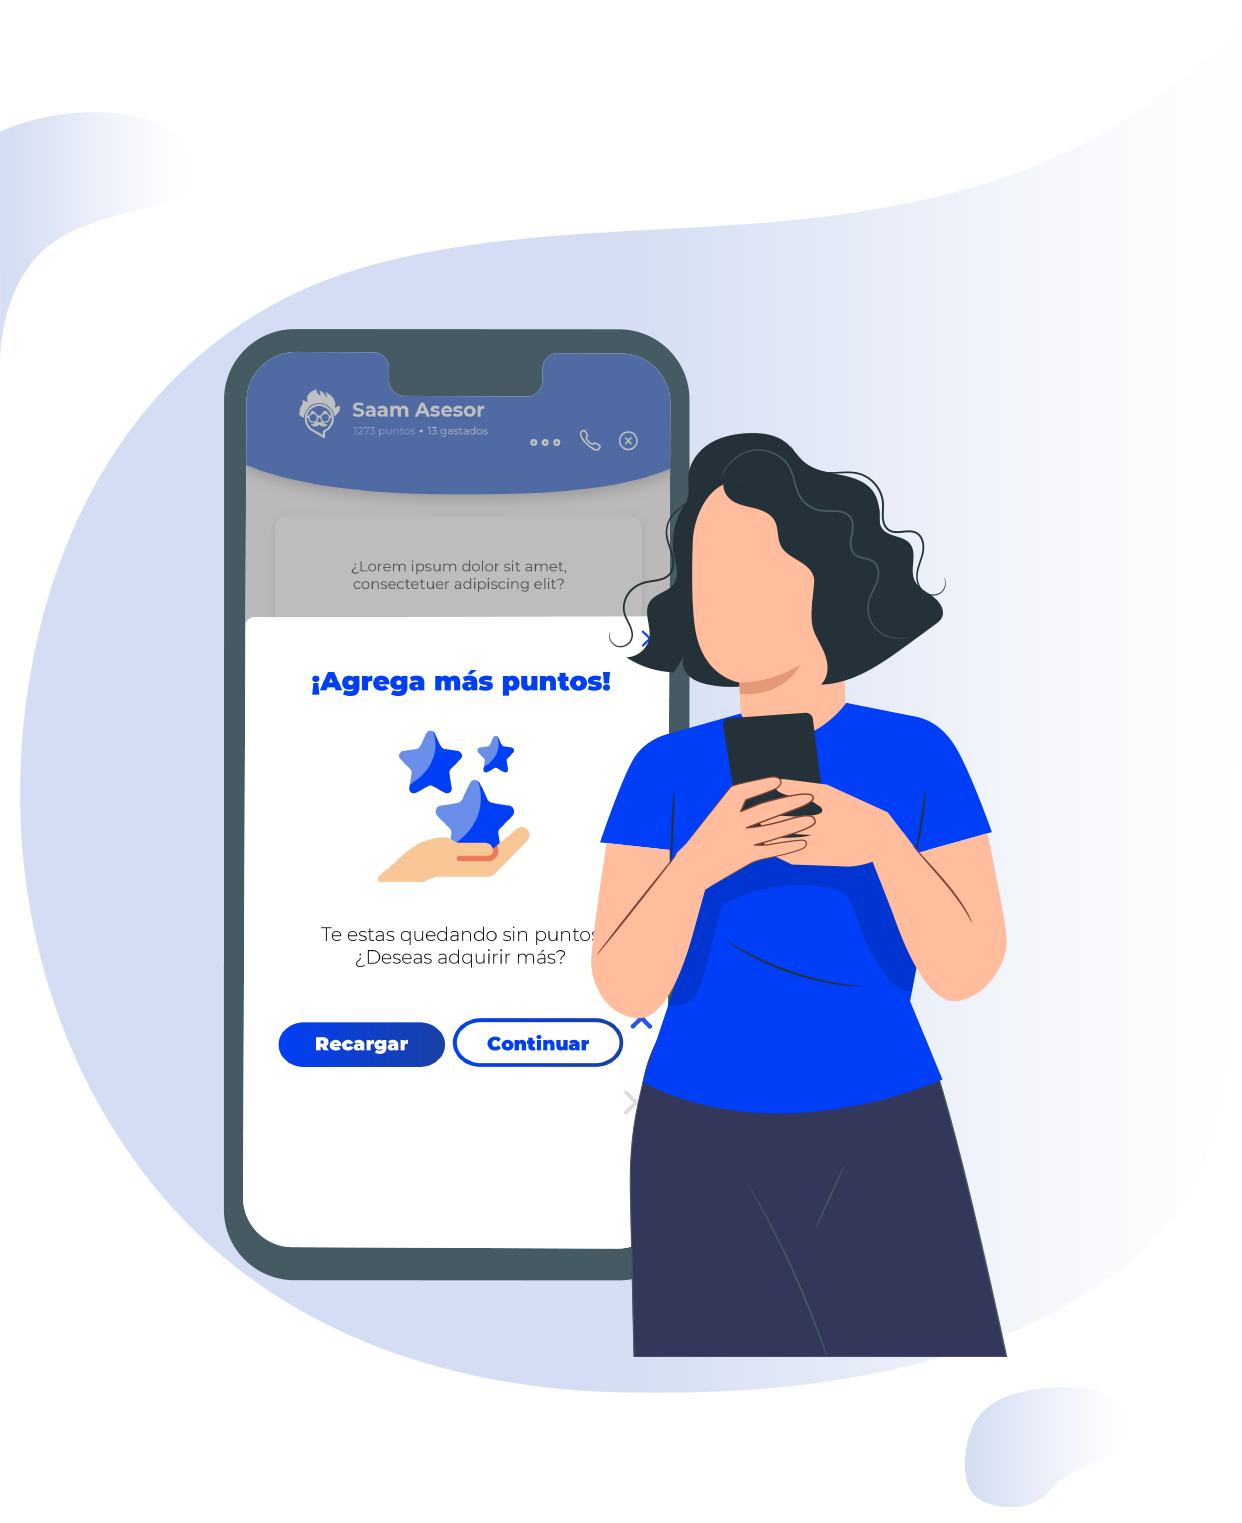 Saam Asesor
1273 puntos • 13 gastados
¿Lorem ipsum dolor sit amet,
consectetuer adipiscing elit?
¡Agrega más puntos!
Te estas quedando sin puntos
¿Deseas adquirir más?
Recargar
Continuar